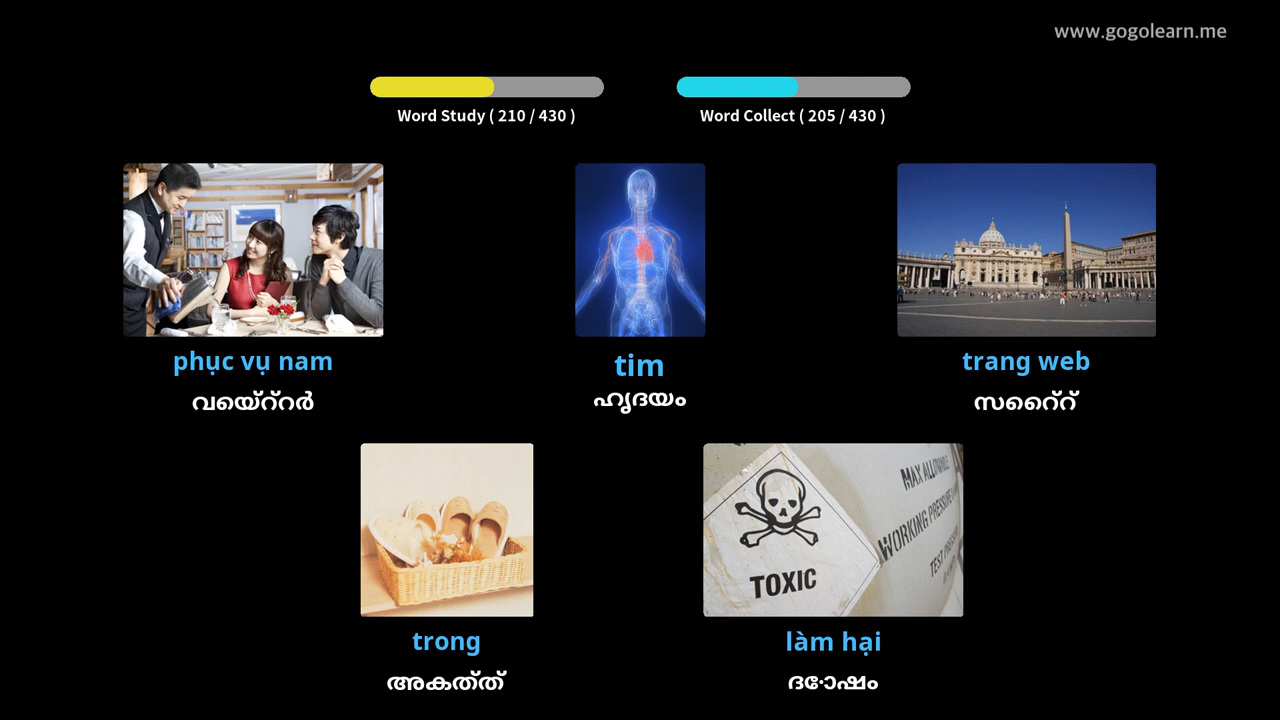 www.gogolearn.me
Word Study ( 210 / 430 )
Word Collect ( 205 / 430 )
phục vụ nam
വയെ്റ്റർ
tim
ഹൃദയം
trang web
സറൈ്റ്
trong
അകത്ത്
MAX ALLOWABLE
WORKING PRESSURE
TEST PRESSURE
TOXIC
làm hại
ദോഷം